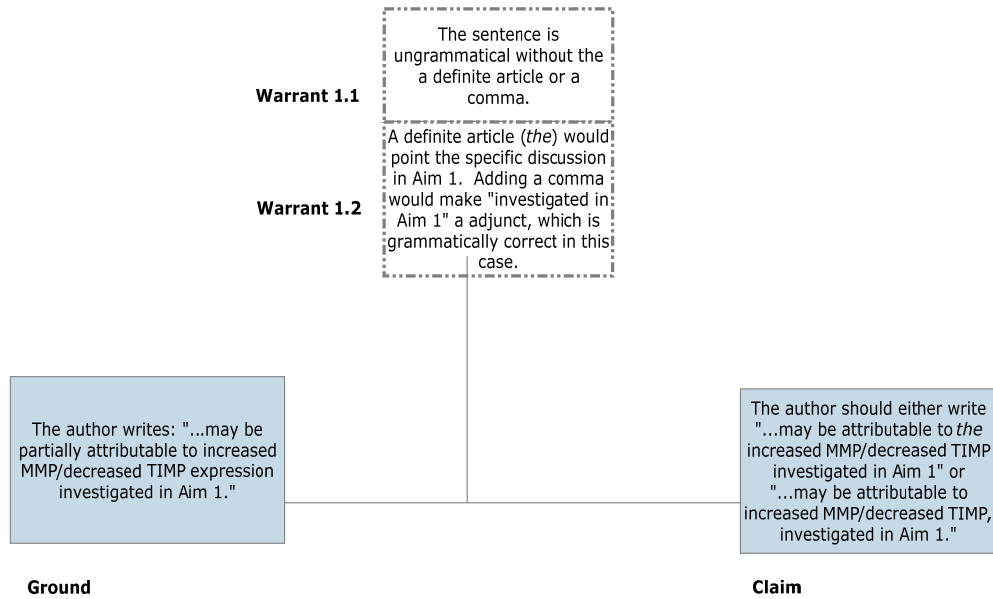 The sentence is
ungrammatical without the
a definite article or a
comma.
Warrant 1.1
A definite article (the) would
point the specific discussion
in Aim 1. Adding a comma
would make "investigated in
Aim 1" a adjunct, which is
grammatically correct in this
case.
Warrant 1.2
The author writes: "...may be
partially attributable to increased
MMP/decreased TIMP expression
investigated in Aim 1."
The author should either write
"...may be attributable to the
increased MMP/decreased TIMP
investigated in Aim 1" or
"...may be attributable to
increased MMP/decreased TIMP,
investigated in Aim 1."
Ground
Claim